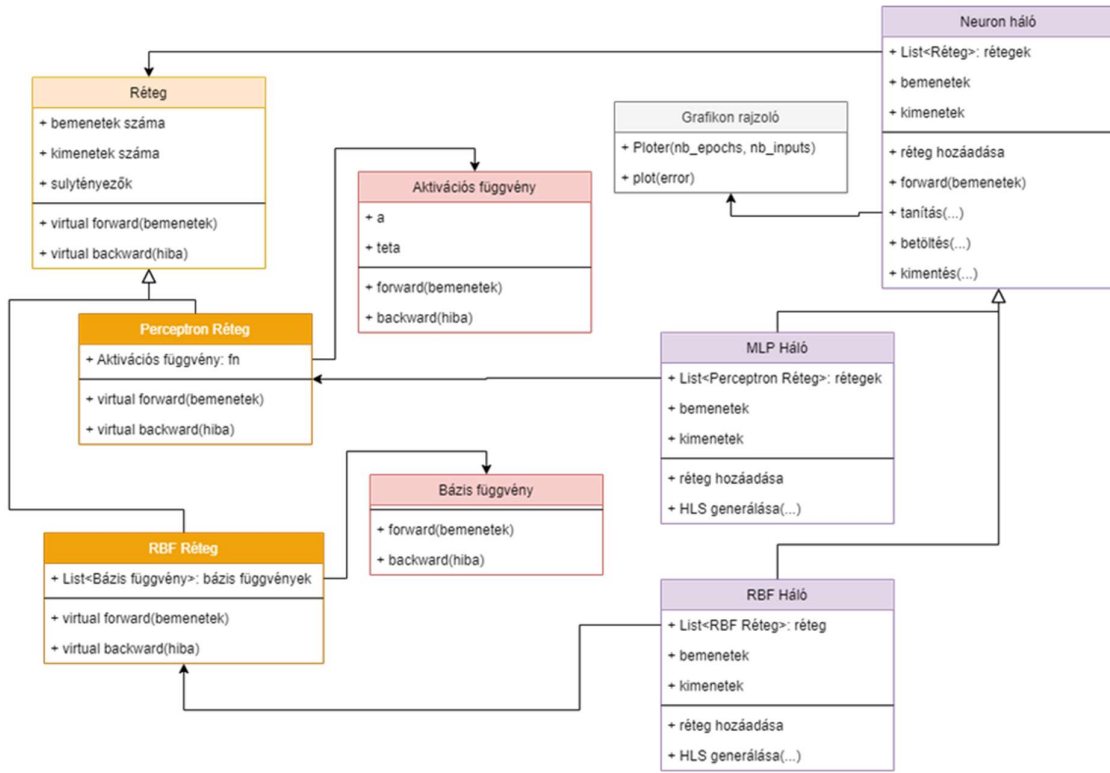 Neuron háló
+ List<Réteg>: rétegek
+ bemenetek
+ kimenetek
+ réteg hozáadása
+ forward(bemenetek)
+ tanítás(...)
+ betöltés(...)
+ kimentés(...)
Réteg
+ bemenetek száma
+ kimenetek száma
+ sulytényezők
+ virtual forward(bemenetek)
+ virtual backward(hiba)
Grafikon rajzoló
+ Ploter(nb_epochs, nb_inputs)
+ plot(error)
Aktivációs függvény
+ a
+ teta
+ forward(bemenetek)
+ backward(hiba)
Perceptron Réteg
+ Aktivációs függvény: fn
+ virtual forward(bemenetek)
+ virtual backward(hiba)
MLP Háló
+ List<Perceptron Réteg>: rétegek
+ bemenetek
+ kimenetek
+ réteg hozáadása
+ HLS generálása(...)
Bázis függvény
+ forward(bemenetek)
+ backward(hiba)
RBF Réteg
+ List<Bázis függvény>: bázis függvények
+ virtual forward(bemenetek)
+ virtual backward(hiba)
RBF Háló
+ List<RBF Réteg>: réteg
+ bemenetek
+ kimenetek
+ réteg hozáadása
+ HLS generálása(...)